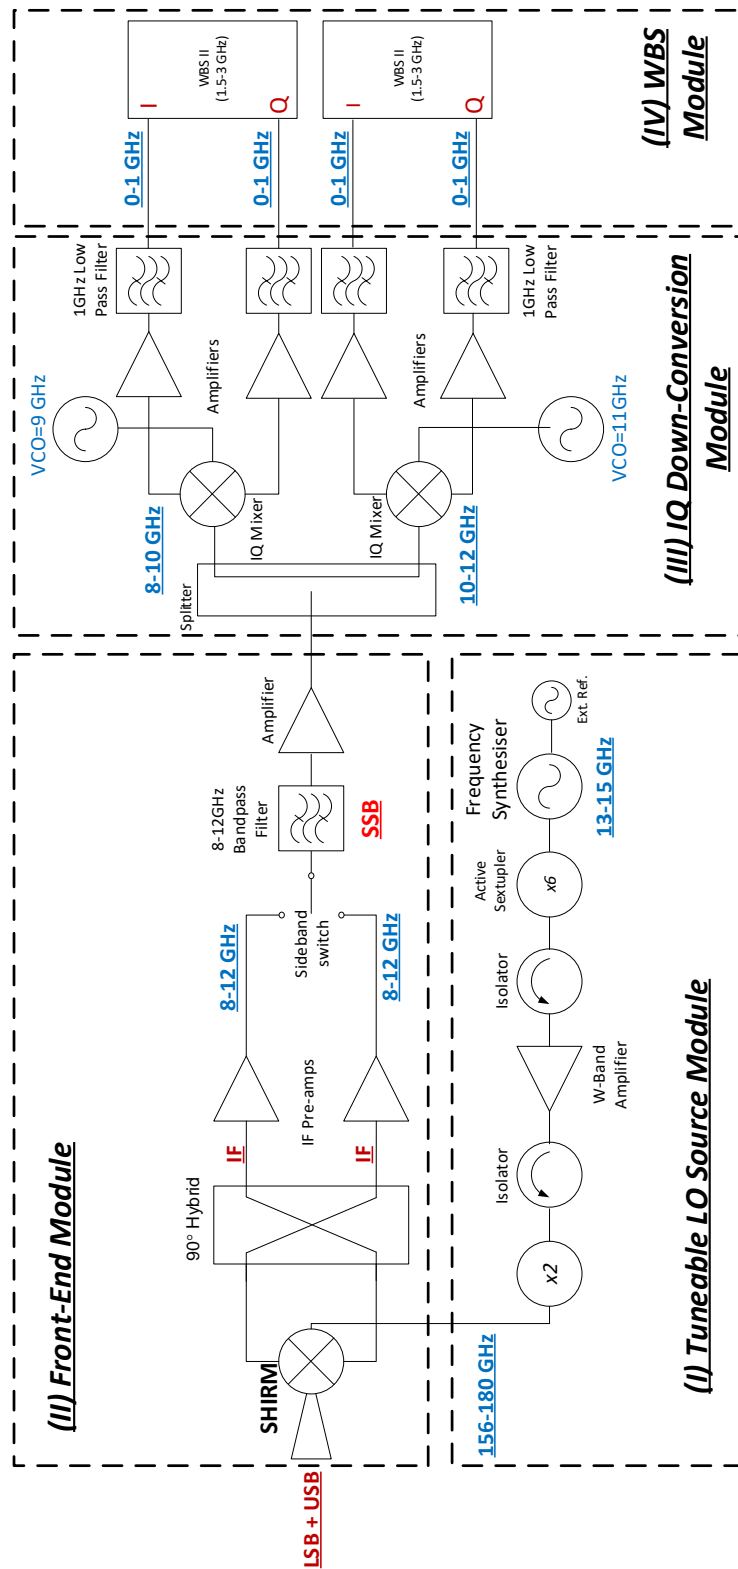 (II) Front-End Module
LSB + USB
SHIRM
90° Hybrid
IF
IF
IF Pre-amps
8-12 GHz
8-12 GHz
Sideband
switch
8-12GHz
Bandpass
Filter
SSB
Amplifier
(I) Tuneable LO Source Module
156-180 GHz
x2
Isolator
W-Band
Amplifier
Isolator
Active
Sextupler
x6
Frequency
Synthesiser
13-15 GHz
Ext. Ref.
(III) IQ Down-Conversion
Module
Splitter
8-10 GHz
IQ Mixer
IQ Mixer
10-12 GHz
VCO=9 GHz
VCO=11GHz
Amplifiers
Amplifiers
1GHz Low
Pass Filter
1GHz Low
Pass Filter
(IV) WBS
Module
0-1 GHz
0-1 GHz
0-1 GHz
0-1 GHz
I
WBS II
(1.5-3 GHz)
Q
I
WBS II
(1.5-3 GHz)
Q